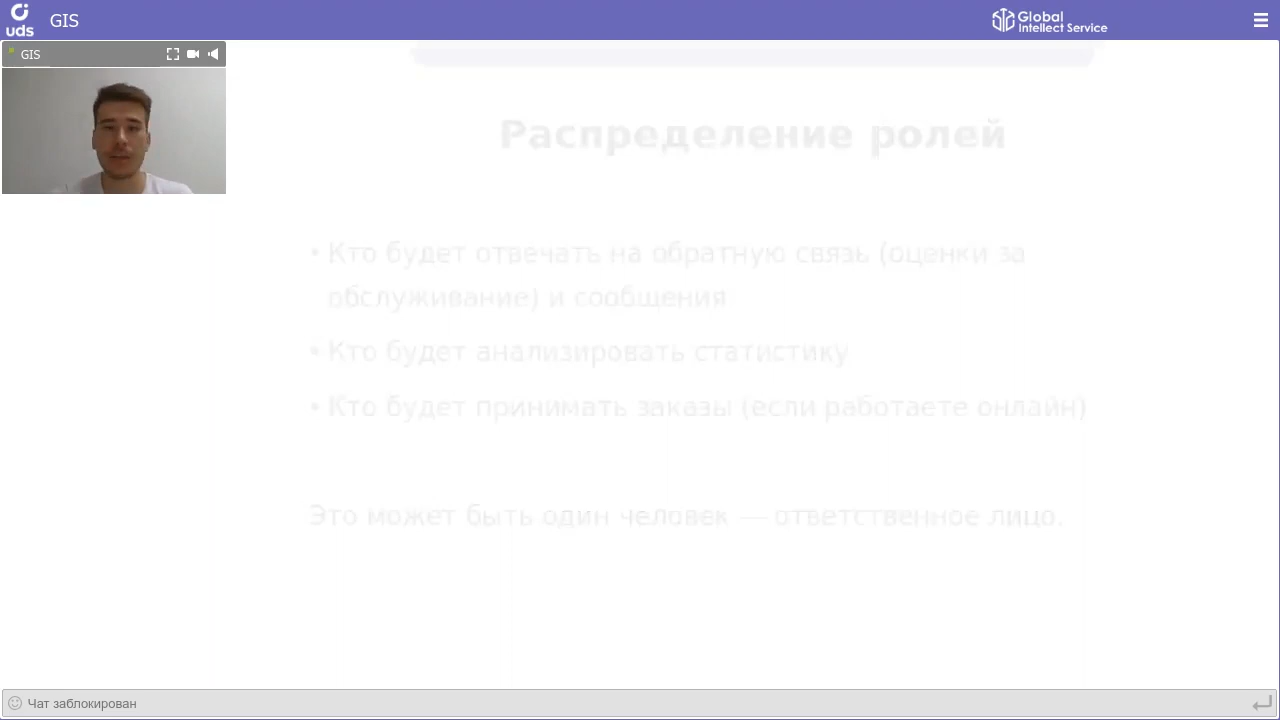 uds
GIS
Global
Intellect Service
GIS
Распределение ролей
• Кто будет отвечать на обратную связь (оценки за
обслуживание) и сообщения
• Кто будет анализировать статистику
• Кто будет принимать заказы (если работаете онлайн)
Это может быть один человек — ответственное лицо.
Чат заблокирован